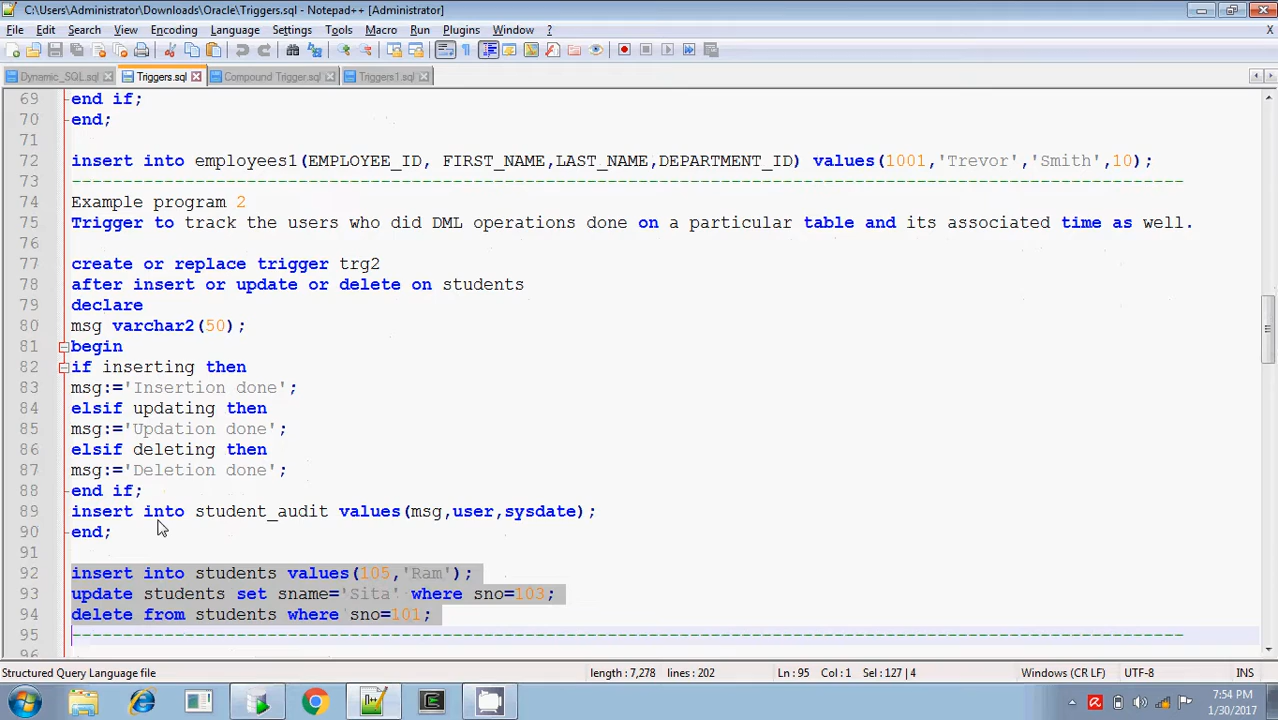 C:\Users\Administrator\Downloads\Oracle\Triggers.sql - Notepad++ [Administrator]
File Edit Search View Encoding Language Settings Tools Macro Run Plugins Window ? X
Dynamic_SQL.sql Triggers.sql Compound Trigger.sql Triggers1.sql
69 end if;
70 end;
71
72 insert into employees1(EMPLOYEE_ID, FIRST_NAME,LAST_NAME,DEPARTMENT_ID) values(1001,'Trevor','Smith',10);
73 ------------------------------------------------------------------------------------------------------------
74 Example program 2
75 Trigger to track the users who did DML operations done on a particular table and its associated time as well.
76
77 create or replace trigger trg2
78 after insert or update or delete on students
79 declare
80 msg varchar2(50);
81 begin
82 if inserting then
83 msg:='Insertion done';
84 elsif updating then
85 msg:='Updation done';
86 elsif deleting then
87 msg:='Deletion done';
88 end if;
89 insert into student_audit values(msg,user,sysdate);
90 end;
91
92 insert into students values(105,'Ram');
93 update students set sname='Sita' where sno=103;
94 delete from students where sno=101;
95 ------------------------------------------------------------------------------------------------------------
96
Structured Query Language file length : 7,278 lines : 202 Ln : 95 Col : 1 Sel : 127 | 4 Windows (CR LF) UTF-8 INS
7:54 PM
1/30/2017